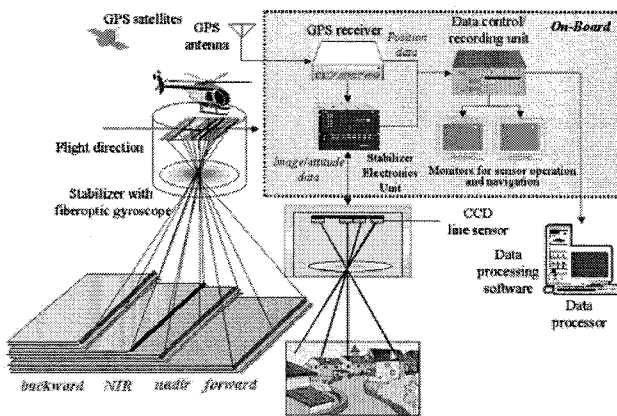 GPS satellites
GPS
antenna
GPS receiver
Position
data
Data control/
recording unit
On-Board
Flight direction
Image/attitude
data
Stabilizer
Electronics
Unit
Monitors for sensor operation
and navigation
Stabilizer with
fiberoptic gyroscope
CCD
line sensor
Data
processing
software
Data
processor
backward NIR nadir forward